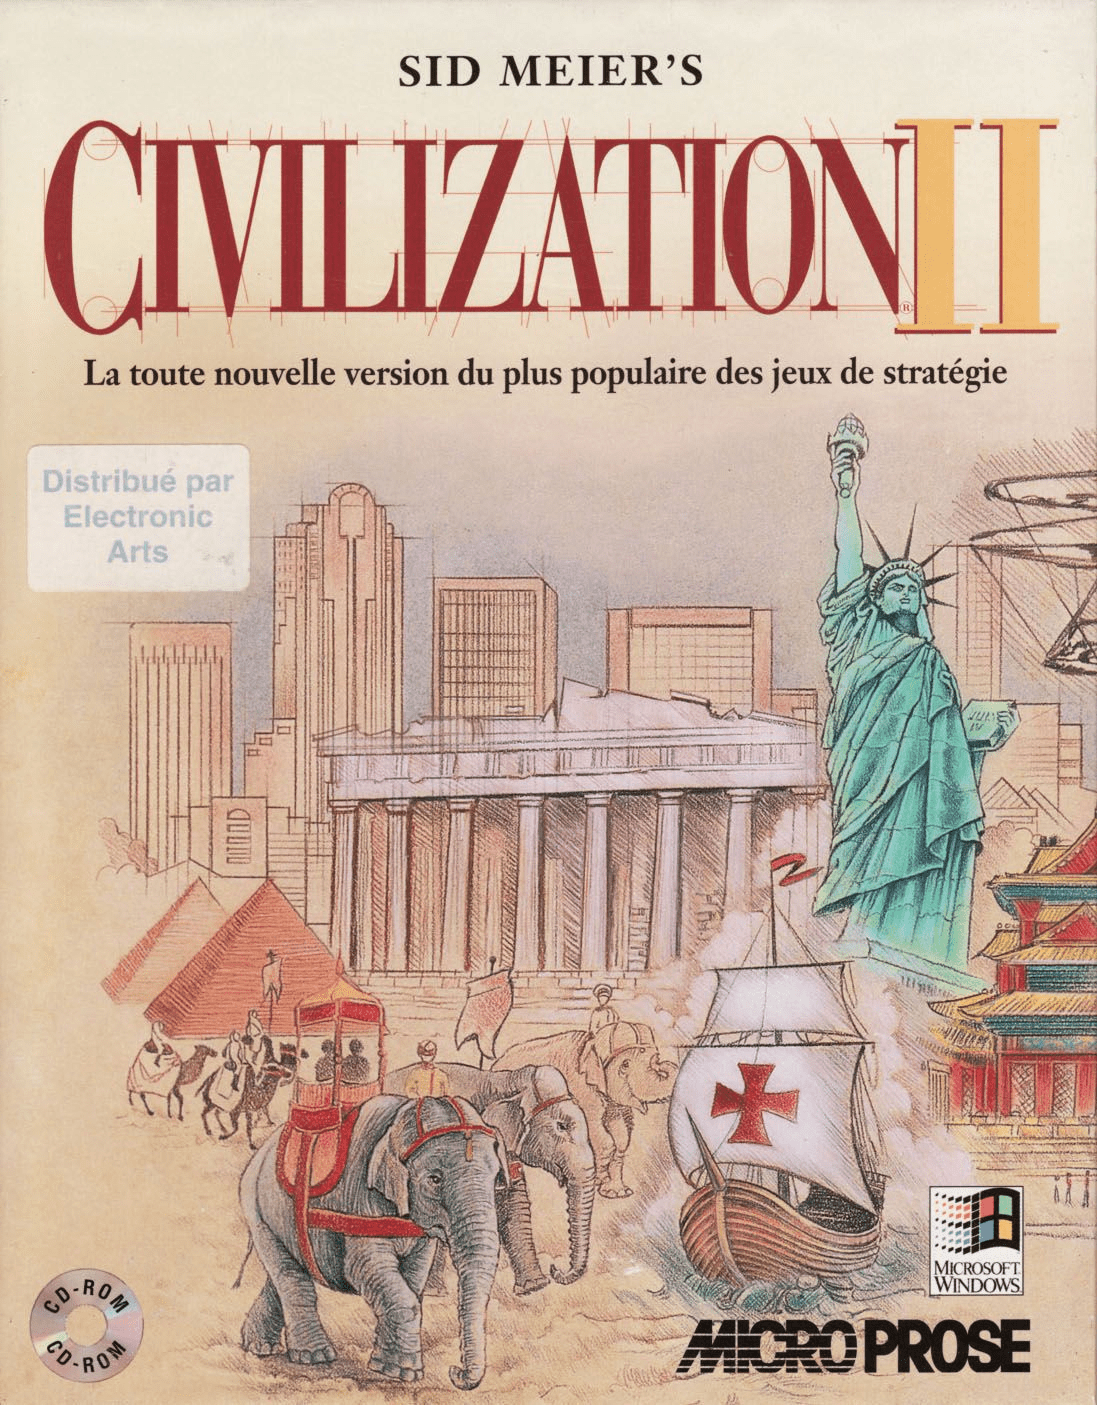 SID MEIER'S
CIVILIZATION II
®
La toute nouvelle version du plus populaire des jeux de stratégie
Distribué par
Electronic
Arts
CD-ROM
CD-ROM
MICROSOFT
WINDOWS
MICROPROSE